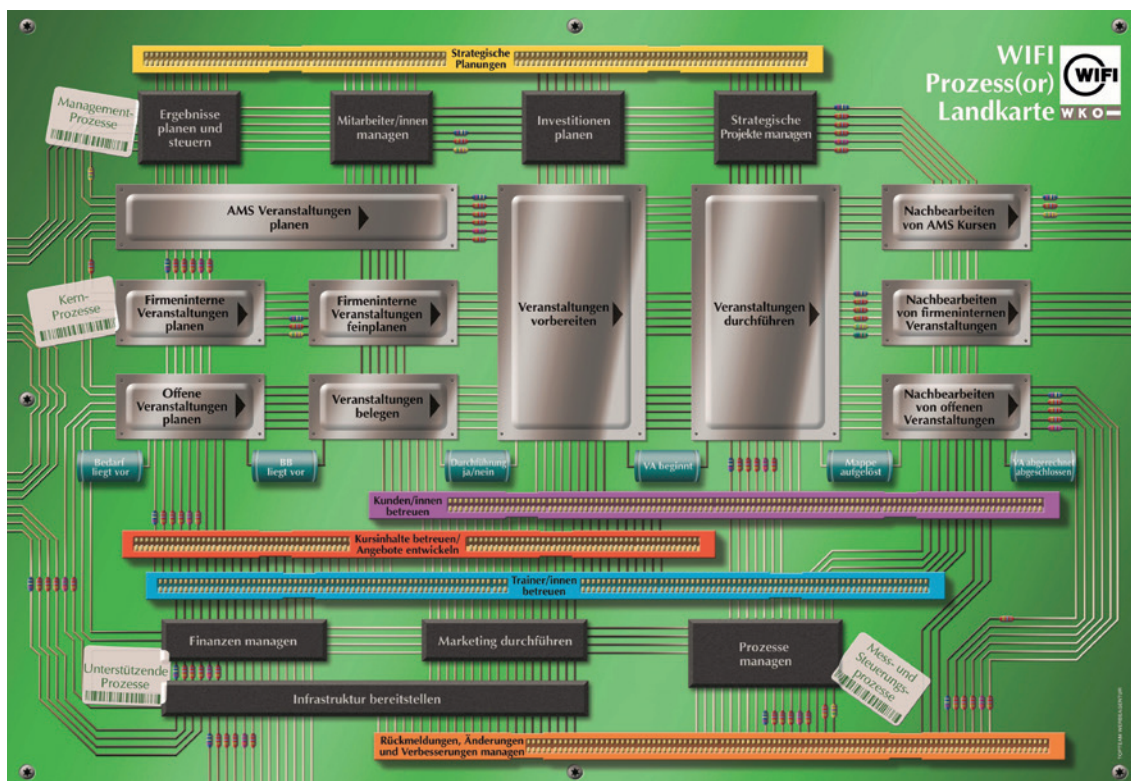 Strategische
Planungen
WIFI
Prozess(or)
Landkarte
WIFI
WKO
Management-
Prozesse
Ergebnisse
planen und
steuern
Mitarbeiter/innen
managen
Investitionen
planen
Strategische
Projekte managen
AMS Veranstaltungen
planen
Nachbearbeiten
von AMS Kursen
Kern-
Prozesse
Firmeninterne
Veranstaltungen
planen
Firmeninterne
Veranstaltungen
feinplanen
Veranstaltungen
vorbereiten
Veranstaltungen
durchführen
Nachbearbeiten
von firmeninternen
Veranstaltungen
Offene
Veranstaltungen
planen
Veranstaltungen
belegen
Nachbearbeiten
von offenen
Veranstaltungen
Bedarf
liegt vor
BB
liegt vor
Durchführung
ja/nein
VA beginnt
Mappe
aufgelöst
VA abgerechnet
abgeschlossen
Kunden/innen
betreuen
Kursinhalte betreuen/
Angebote entwickeln
Trainer/innen
betreuen
Finanzen managen
Marketing durchführen
Prozesse
managen
Mess- und
Steuerungs-
prozesse
Unterstützende
Prozesse
Infrastruktur bereitstellen
Rückmeldungen, Änderungen
und Verbesserungen managen